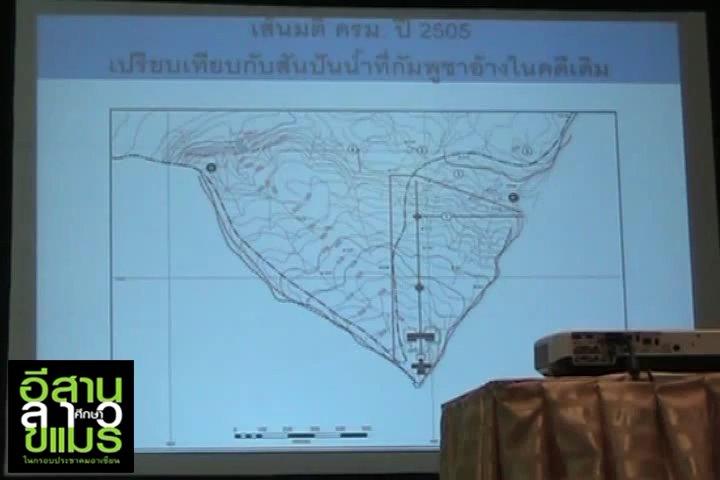 เส้นมติ ครม. ปี 2505
เปรียบเทียบกับสันปันน้ำที่กัมพูชาอ้างในคดีเดิม
อีสาน
ลาว
ศึกษา
ขแมร์
ในกรอบประชาคมอาเซียน